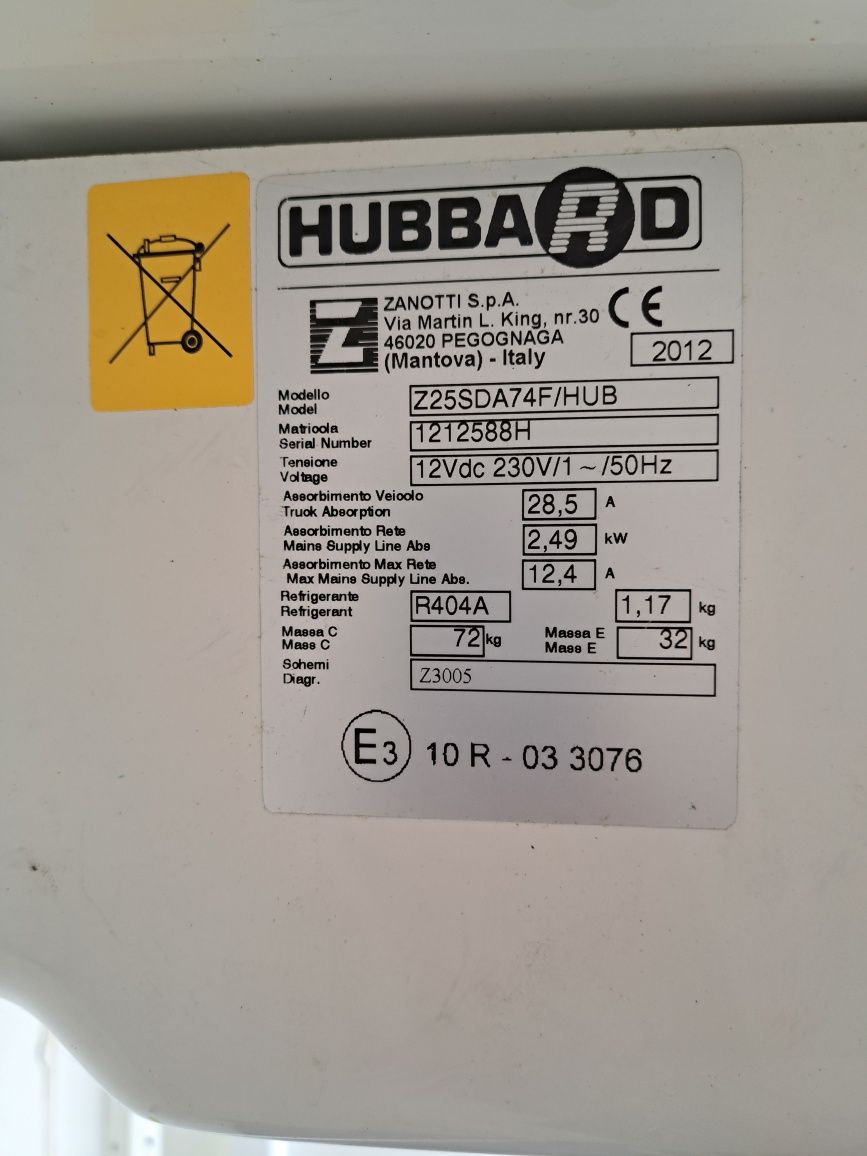 HUBBARD
ZANOTTI S.p.A.
Via Martin L. King, nr.30
46020 PEGOGNAGA
(Mantova) - Italy
CE
2012
Modello
Model
Z25SDA74F/HUB
Matricola
Serial Number
1212588H
Tensione
Voltage
12Vdc 230V/1 ~ /50Hz
Assorbimento Veicolo
Truck Absorption
28,5 A
Assorbimento Rete
Mains Supply Line Abs
2,49 kW
Assorbimento Max Rete
Max Mains Supply Line Abs.
12,4 A
Refrigerante
Refrigerant
R404A 1,17 kg
Massa C
Mass C
72 kg
Massa E
Mass E
32 kg
Schemi
Diagr.
Z3005
E3 10 R - 03 3076